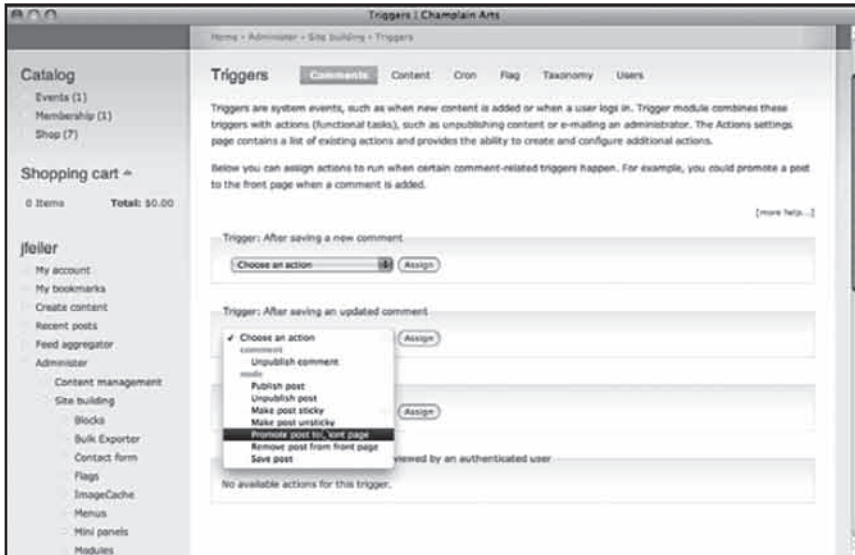 Triggers | Champlain Arts
Home » Administer » Site building » Triggers
Catalog
Events (1)
Membership (1)
Shop (7)
Shopping cart
0 Items Total: $0.00
jfeiler
My account
My bookmarks
Create content
Recent posts
Feed aggregator
Administer
Content management
Site building
Blocks
Bulk Exporter
Contact form
Flags
ImageCache
Menus
Mini panels
Modules
Triggers
Comments Content Cron Flag Taxonomy Users
Triggers are system events, such as when new content is added or when a user logs in. Trigger module combines these
triggers with actions (functional tasks), such as unpublishing content or e-mailing an administrator. The Actions settings
page contains a list of existing actions and provides the ability to create and configure additional actions.
Below you can assign actions to run when certain comment-related triggers happen. For example, you could promote a post
to the front page when a comment is added.
[more help...]
Trigger: After saving a new comment
Choose an action Assign
Trigger: After saving an updated comment
✓ Choose an action Assign
comment
Unpublish comment
node
Publish post
Unpublish post
Make post sticky Assign
Make post unsticky
Promote post to front page
Remove post from front page
Save post
viewed by an authenticated user
No available actions for this trigger.